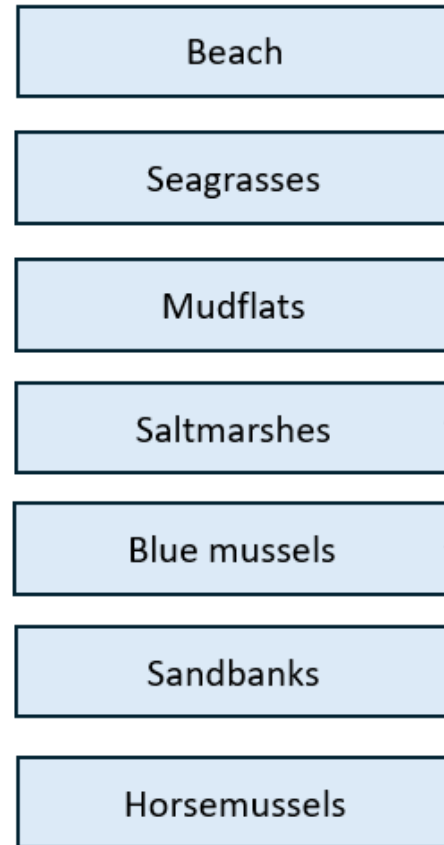 Beach
Seagrasses
Mudflats
Saltmarshes
Blue mussels
Sandbanks
Horsemussels